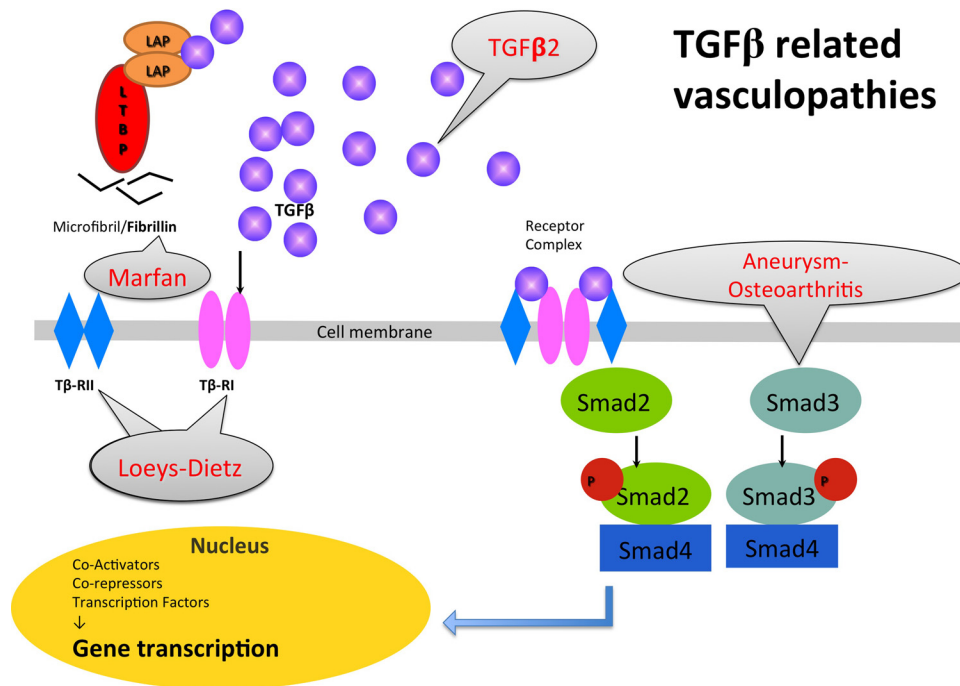 TGFβ related
vasculopathies
LAP
LAP
L
T
B
P
TGFβ2
TGFβ
Microfibril/Fibrillin
Marfan
Receptor
Complex
Aneurysm-
Osteoarthritis
Cell membrane
Tβ-RII
Tβ-RI
Loeys-Dietz
Smad2
Smad3
P
Smad2
Smad3
P
Smad4
Smad4
Nucleus
Co-Activators
Co-repressors
Transcription Factors
↓
Gene transcription